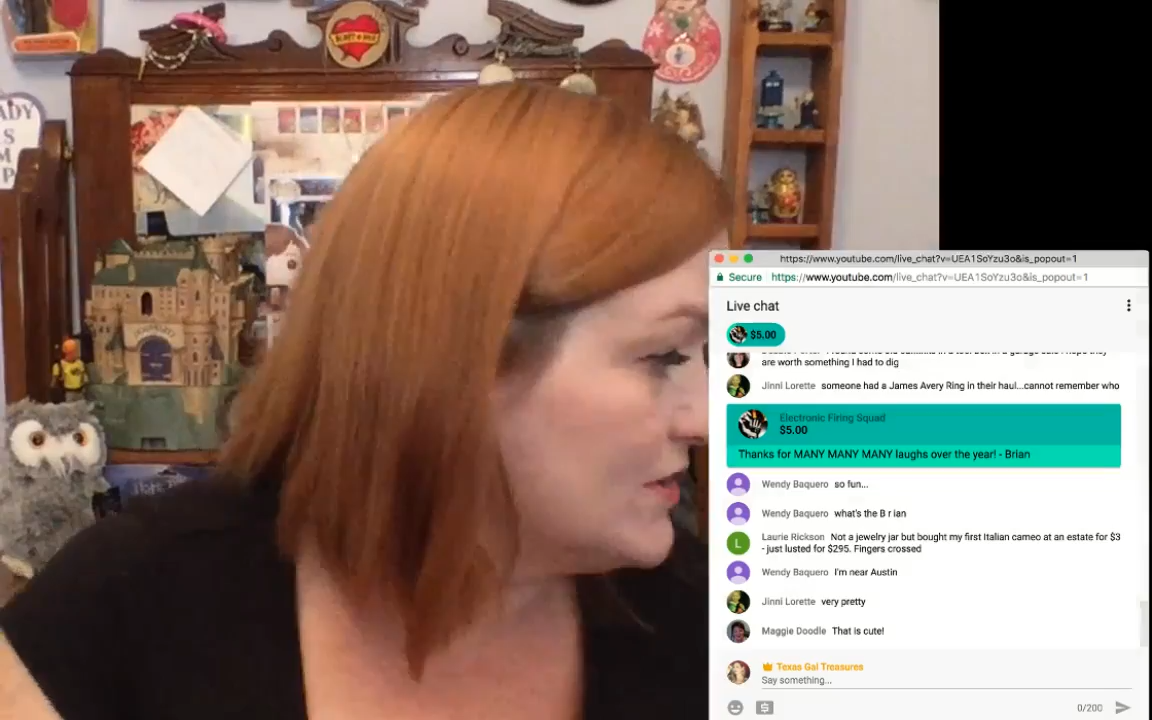 ADY
S
M
P
https://www.youtube.com/live_chat?v=UEA1SoYzu3o&is_popout=1
Secure https://www.youtube.com/live_chat?v=UEA1SoYzu3o&is_popout=1
Live chat
$5.00
are worth something I had to dig
Jinni Lorette someone had a James Avery Ring in their haul...cannot remember who
Electronic Firing Squad
$5.00
Thanks for MANY MANY MANY laughs over the year! - Brian
Wendy Baquero so fun...
Wendy Baquero what's the B r ian
L
Laurie Rickson Not a jewelry jar but bought my first Italian cameo at an estate for $3
- just lusted for $295. Fingers crossed
Wendy Baquero I'm near Austin
Jinni Lorette very pretty
Maggie Doodle That is cute!
Texas Gal Treasures
Say something...
0/200